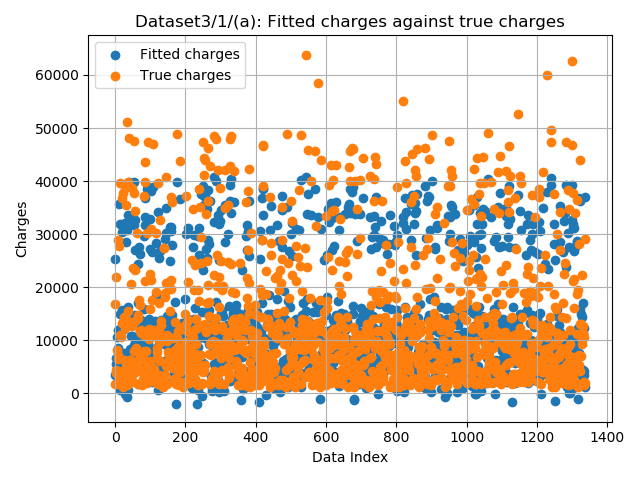 Dataset3/1/(a): Fitted charges against true charges
Fitted charges
True charges
60000
50000
40000
30000
20000
10000
0
Charges
0 200 400 600 800 1000 1200 1400
Data Index